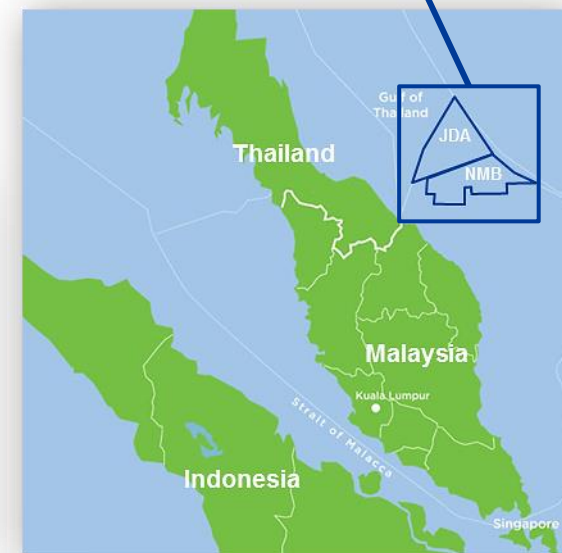 Gulf of
Thailand
JDA
NMB
Thailand
Malaysia
Kuala Lumpur
Strait of Malacca
Indonesia
Singapore